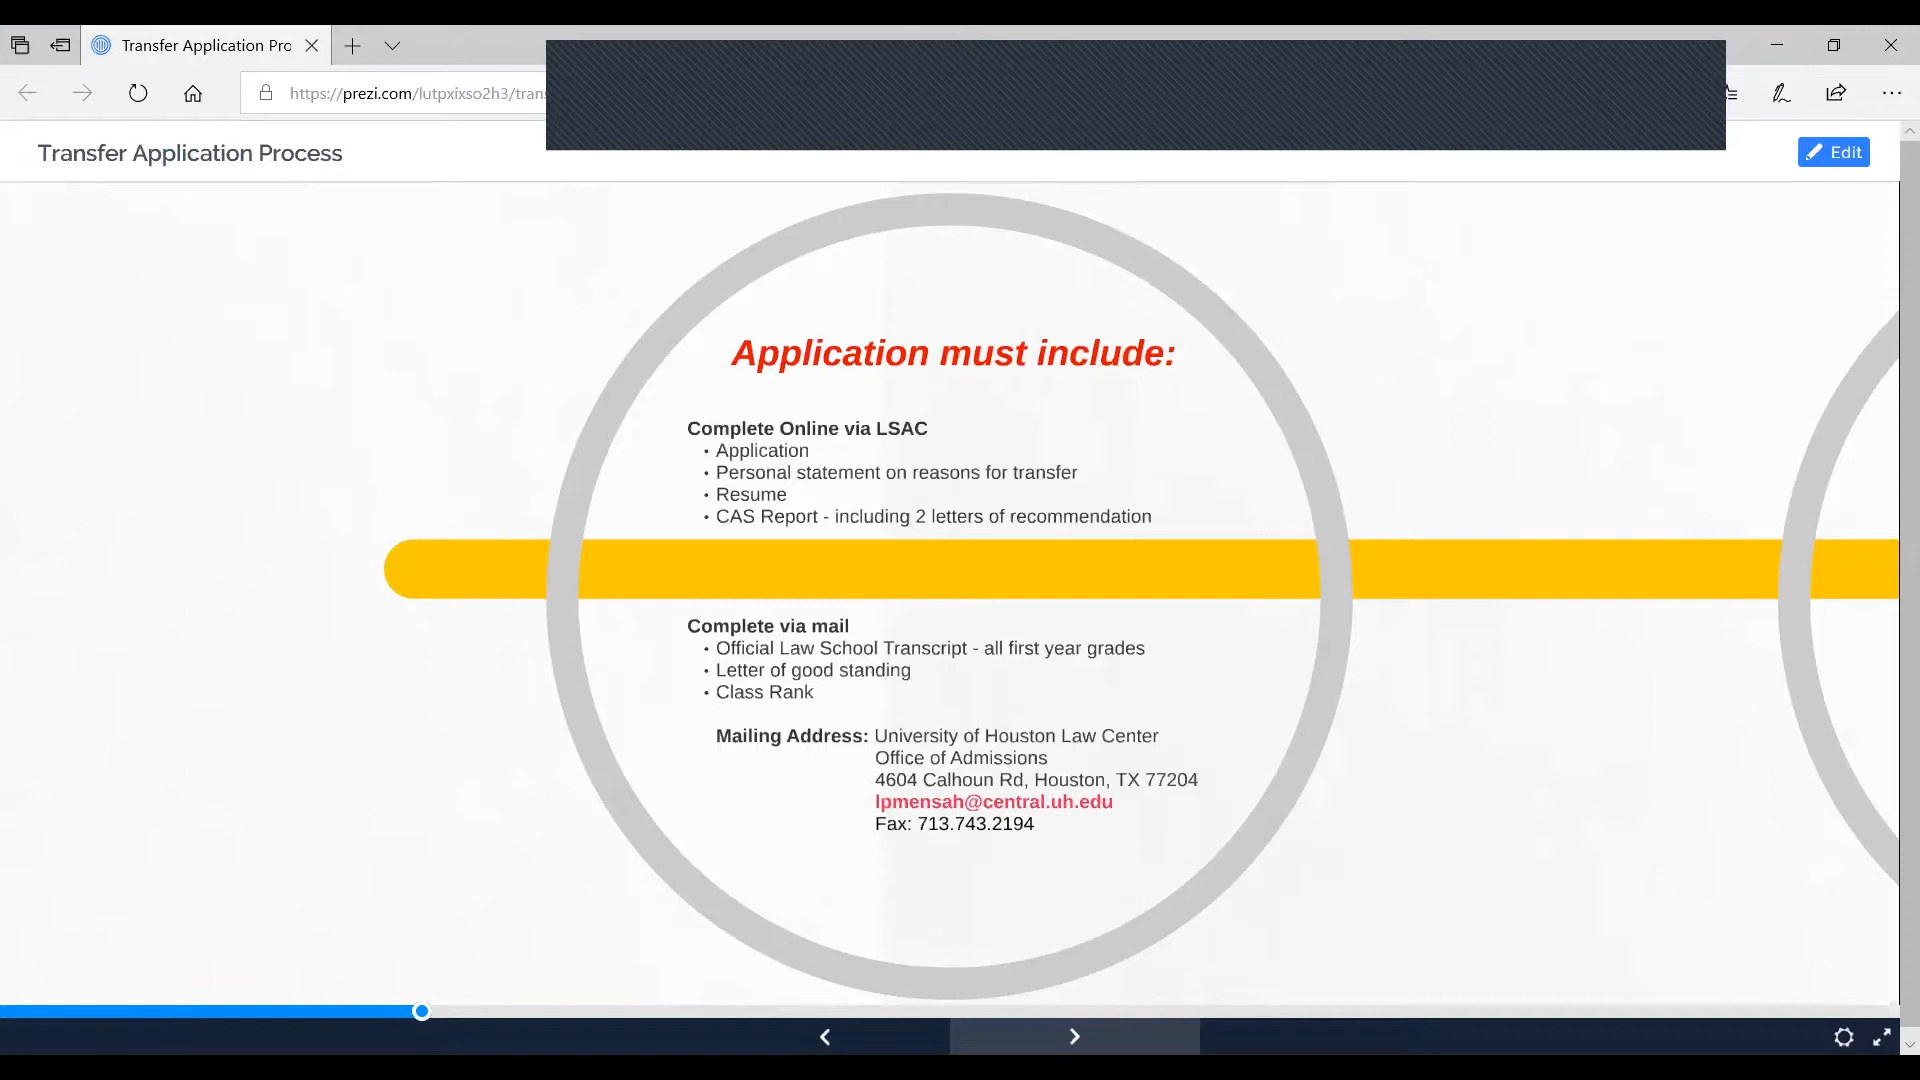 Transfer Application Pro
https://prezi.com/lutpxixso2h3/tran
Transfer Application Process
Edit
Application must include:
Complete Online via LSAC
• Application
• Personal statement on reasons for transfer
• Resume
• CAS Report - including 2 letters of recommendation
Complete via mail
• Official Law School Transcript - all first year grades
• Letter of good standing
• Class Rank
Mailing Address: University of Houston Law Center
Office of Admissions
4604 Calhoun Rd, Houston, TX 77204
lpmensah@central.uh.edu
Fax: 713.743.2194